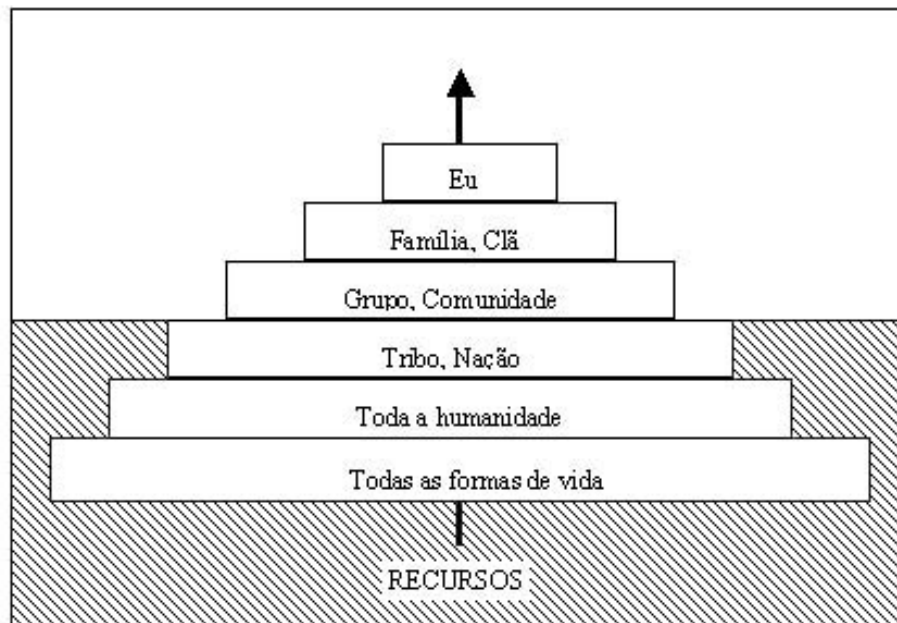 Eu
Família, Clã
Grupo, Comunidade
Tribo, Nação
Toda a humanidade
Todas as formas de vida
RECURSOS